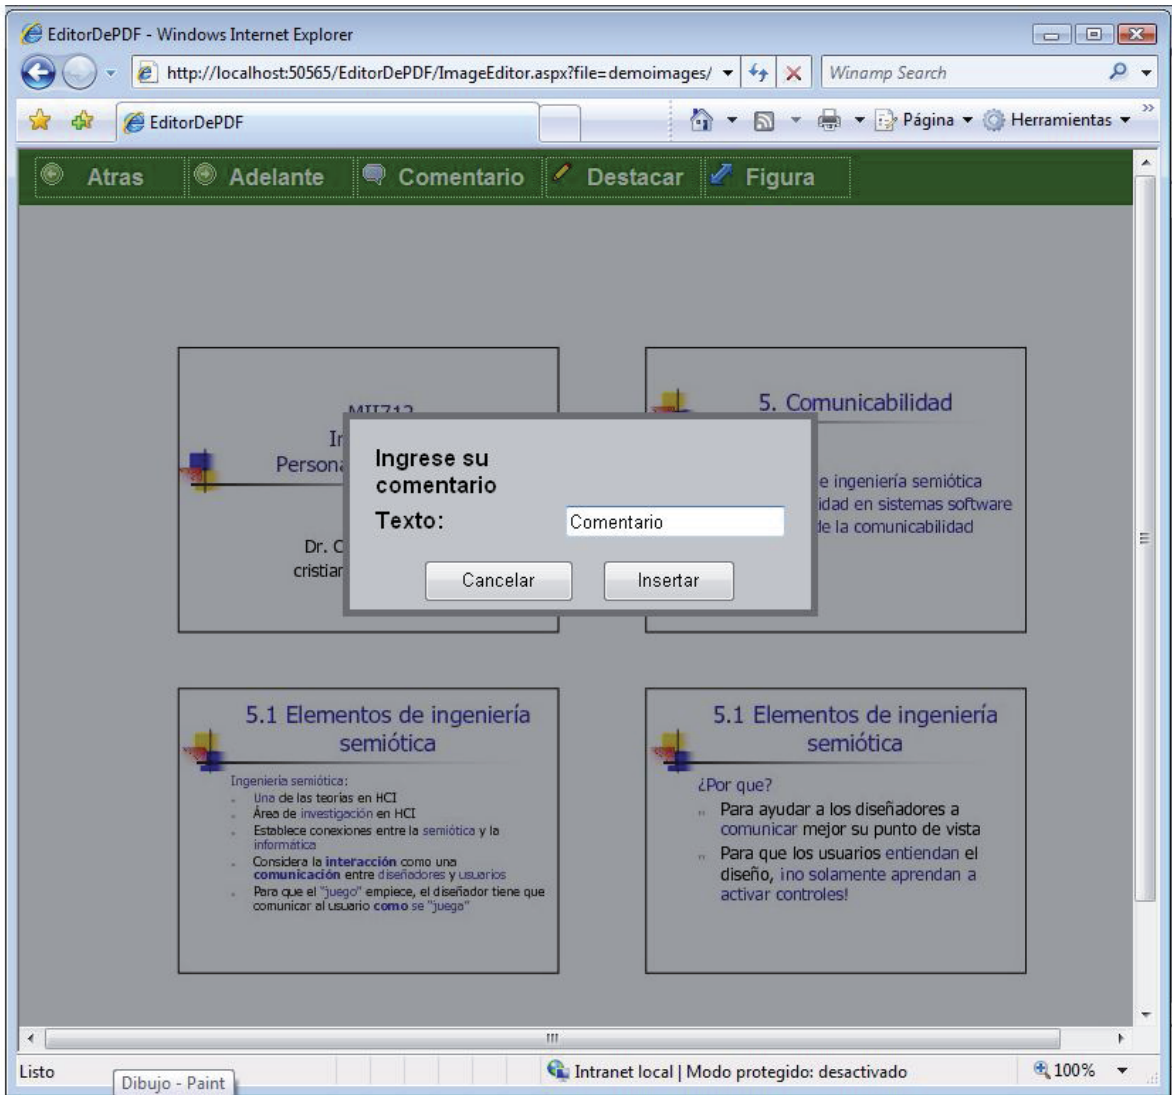 EditorDePDF - Windows Internet Explorer
http://localhost:50565/EditorDePDF/ImageEditor.aspx?file=demoimages/
Winamp Search
EditorDePDF
Página
Herramientas
Atras
Adelante
Comentario
Destacar
Figura
MII712
In
Persona
Dr. C
cristian
5. Comunicabilidad
e ingeniería semiótica
idad en sistemas software
de la comunicabilidad
Ingrese su
comentario
Texto:
Comentario
Cancelar
Insertar
5.1 Elementos de ingeniería
semiótica
Ingeniería semiótica:
Una de las teorías en HCI
Área de investigación en HCI
Establece conexiones entre la semiótica y la
informática
Considera la interacción como una
comunicación entre diseñadores y usuarios
Para que el "juego" empiece, el diseñador tiene que
comunicar al usuario como se "juega"
5.1 Elementos de ingeniería
semiótica
¿Por que?
Para ayudar a los diseñadores a
comunicar mejor su punto de vista
Para que los usuarios entiendan el
diseño, ¡no solamente aprendan a
activar controles!
Listo
Dibujo - Paint
Intranet local | Modo protegido: desactivado
100%